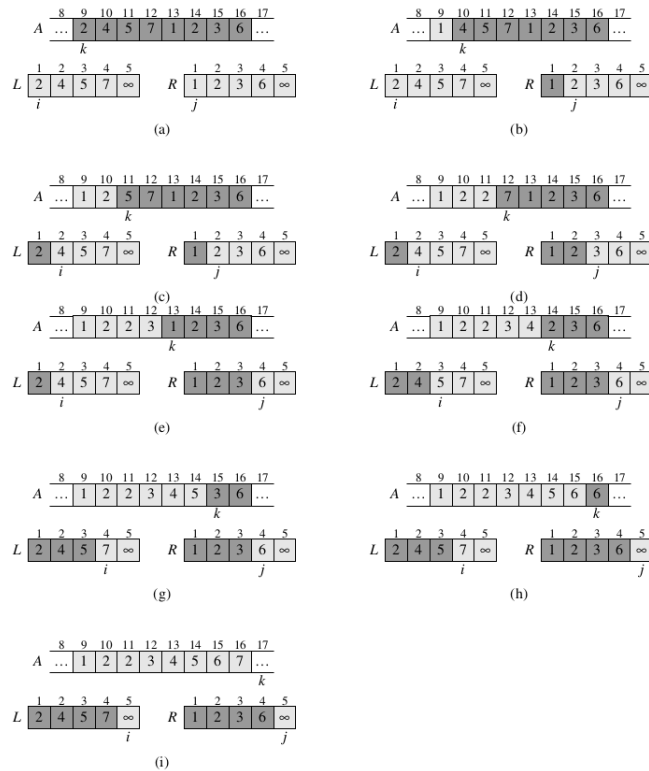 8 9 10 11 12 13 14 15 16 17
A … 2 4 5 7 1 2 3 6 …
k
1 2 3 4 5 1 2 3 4 5
L 2 4 5 7 ∞ R 1 2 3 6 ∞
i j
(a)
8 9 10 11 12 13 14 15 16 17
A … 1 4 5 7 1 2 3 6 …
k
1 2 3 4 5 1 2 3 4 5
L 2 4 5 7 ∞ R 1 2 3 6 ∞
i j
(b)
8 9 10 11 12 13 14 15 16 17
A … 1 2 5 7 1 2 3 6 …
k
1 2 3 4 5 1 2 3 4 5
L 2 4 5 7 ∞ R 1 2 3 6 ∞
i j
(c)
8 9 10 11 12 13 14 15 16 17
A … 1 2 2 7 1 2 3 6 …
k
1 2 3 4 5 1 2 3 4 5
L 2 4 5 7 ∞ R 1 2 3 6 ∞
i j
(d)
8 9 10 11 12 13 14 15 16 17
A … 1 2 2 3 1 2 3 6 …
k
1 2 3 4 5 1 2 3 4 5
L 2 4 5 7 ∞ R 1 2 3 6 ∞
i j
(e)
8 9 10 11 12 13 14 15 16 17
A … 1 2 2 3 4 2 3 6 …
k
1 2 3 4 5 1 2 3 4 5
L 2 4 5 7 ∞ R 1 2 3 6 ∞
i j
(f)
8 9 10 11 12 13 14 15 16 17
A … 1 2 2 3 4 5 3 6 …
k
1 2 3 4 5 1 2 3 4 5
L 2 4 5 7 ∞ R 1 2 3 6 ∞
i j
(g)
8 9 10 11 12 13 14 15 16 17
A … 1 2 2 3 4 5 6 6 …
k
1 2 3 4 5 1 2 3 4 5
L 2 4 5 7 ∞ R 1 2 3 6 ∞
i j
(h)
8 9 10 11 12 13 14 15 16 17
A … 1 2 2 3 4 5 6 7 …
k
1 2 3 4 5 1 2 3 4 5
L 2 4 5 7 ∞ R 1 2 3 6 ∞
i j
(i)